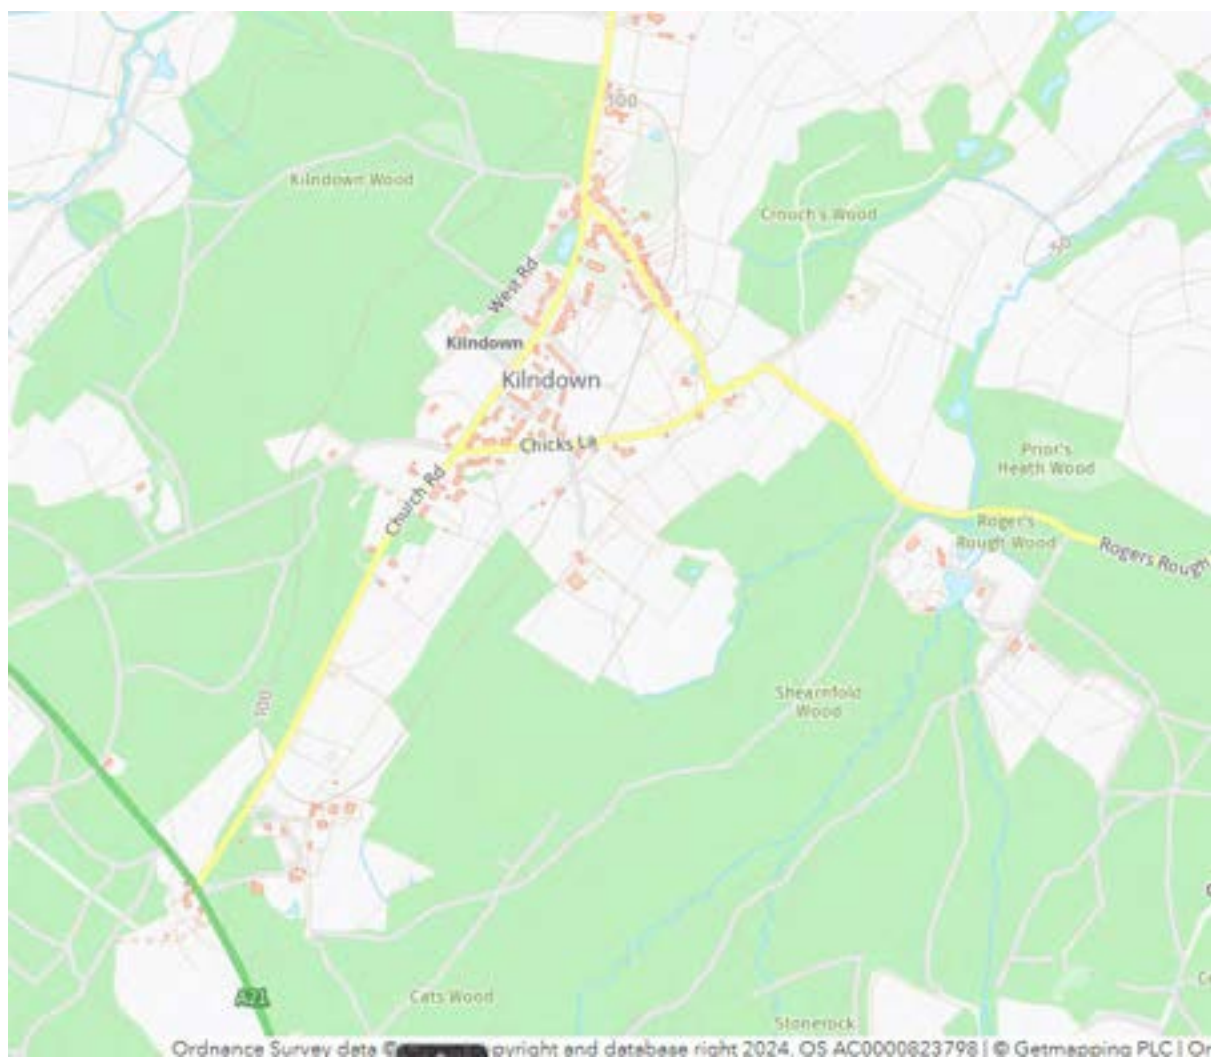 100
Kilndown Wood
Crouch's Wood
50
West Rd
Kilndown
Kilndown
Chicks La
Church Rd
Prior's
Heath Wood
Roger's
Rough Wood
Rogers Rough
100
Shearnfold
Wood
A21
Cats Wood
Stonerock
Ordnance Survey data © pyright and database right 2024. OS AC0000823798 | © Getmapping PLC |